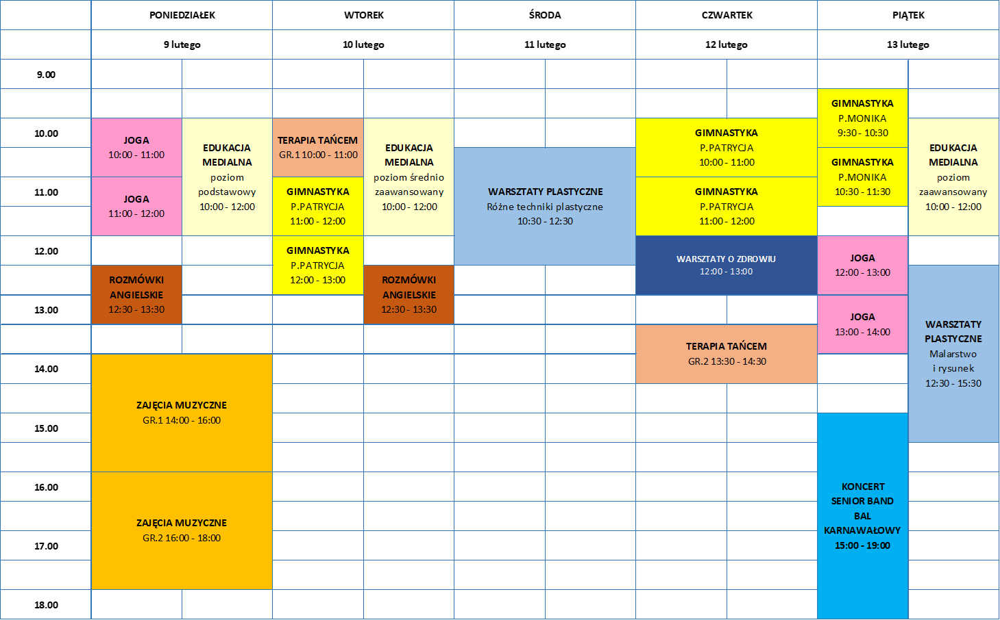 PONIEDZIAŁEK
WTOREK
ŚRODA
CZWARTEK
PIĄTEK
9 lutego
10 lutego
11 lutego
12 lutego
13 lutego
9.00
10.00
11.00
12.00
13.00
14.00
15.00
16.00
17.00
18.00
JOGA
10:00 - 11:00
JOGA
11:00 - 12:00
ROZMÓWKI
ANGIELSKIE
12:30 - 13:30
EDUKACJA
MEDIALNA
poziom
podstawowy
10:00 - 12:00
ZAJĘCIA MUZYCZNE
GR.1 14:00 - 16:00
ZAJĘCIA MUZYCZNE
GR.2 16:00 - 18:00
TERAPIA TAŃCEM
GR.1 10:00 - 11:00
GIMNASTYKA
P.PATRYCJA
11:00 - 12:00
GIMNASTYKA
P.PATRYCJA
12:00 - 13:00
EDUKACJA
MEDIALNA
poziom średnio
zaawansowany
10:00 - 12:00
ROZMÓWKI
ANGIELSKIE
12:30 - 13:30
WARSZTATY PLASTYCZNE
Różne techniki plastyczne
10:30 - 12:30
GIMNASTYKA
P.PATRYCJA
10:00 - 11:00
GIMNASTYKA
P.PATRYCJA
11:00 - 12:00
WARSZTATY O ZDROWIU
12:00 - 13:00
TERAPIA TAŃCEM
GR.2 13:30 - 14:30
GIMNASTYKA
P.MONIKA
9:30 - 10:30
GIMNASTYKA
P.MONIKA
10:30 - 11:30
JOGA
12:00 - 13:00
JOGA
13:00 - 14:00
KONCERT
SENIOR BAND
BAL
KARNAWAŁOWY
15:00 - 19:00
EDUKACJA
MEDIALNA
poziom
zaawansowany
10:00 - 12:00
WARSZTATY
PLASTYCZNE
Malarstwo
i rysunek
12:30 - 15:30